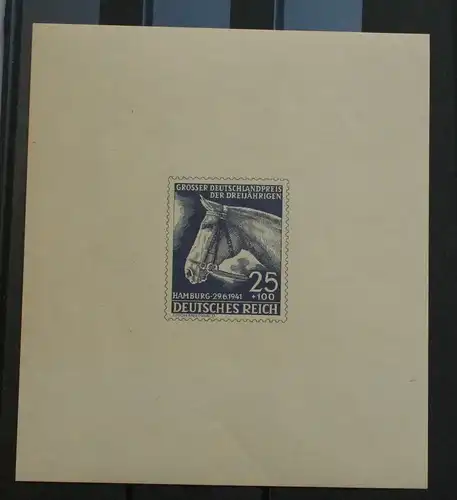 GROSSER DEUTSCHLANDPREIS
DER DREIJÄHRIGEN
25
+100
HAMBURG-29.6.1941
DEUTSCHES REICH